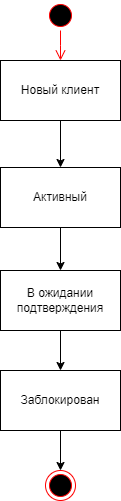 Новый клиент
Активный
В ожидании
подтверждения
Заблокирован